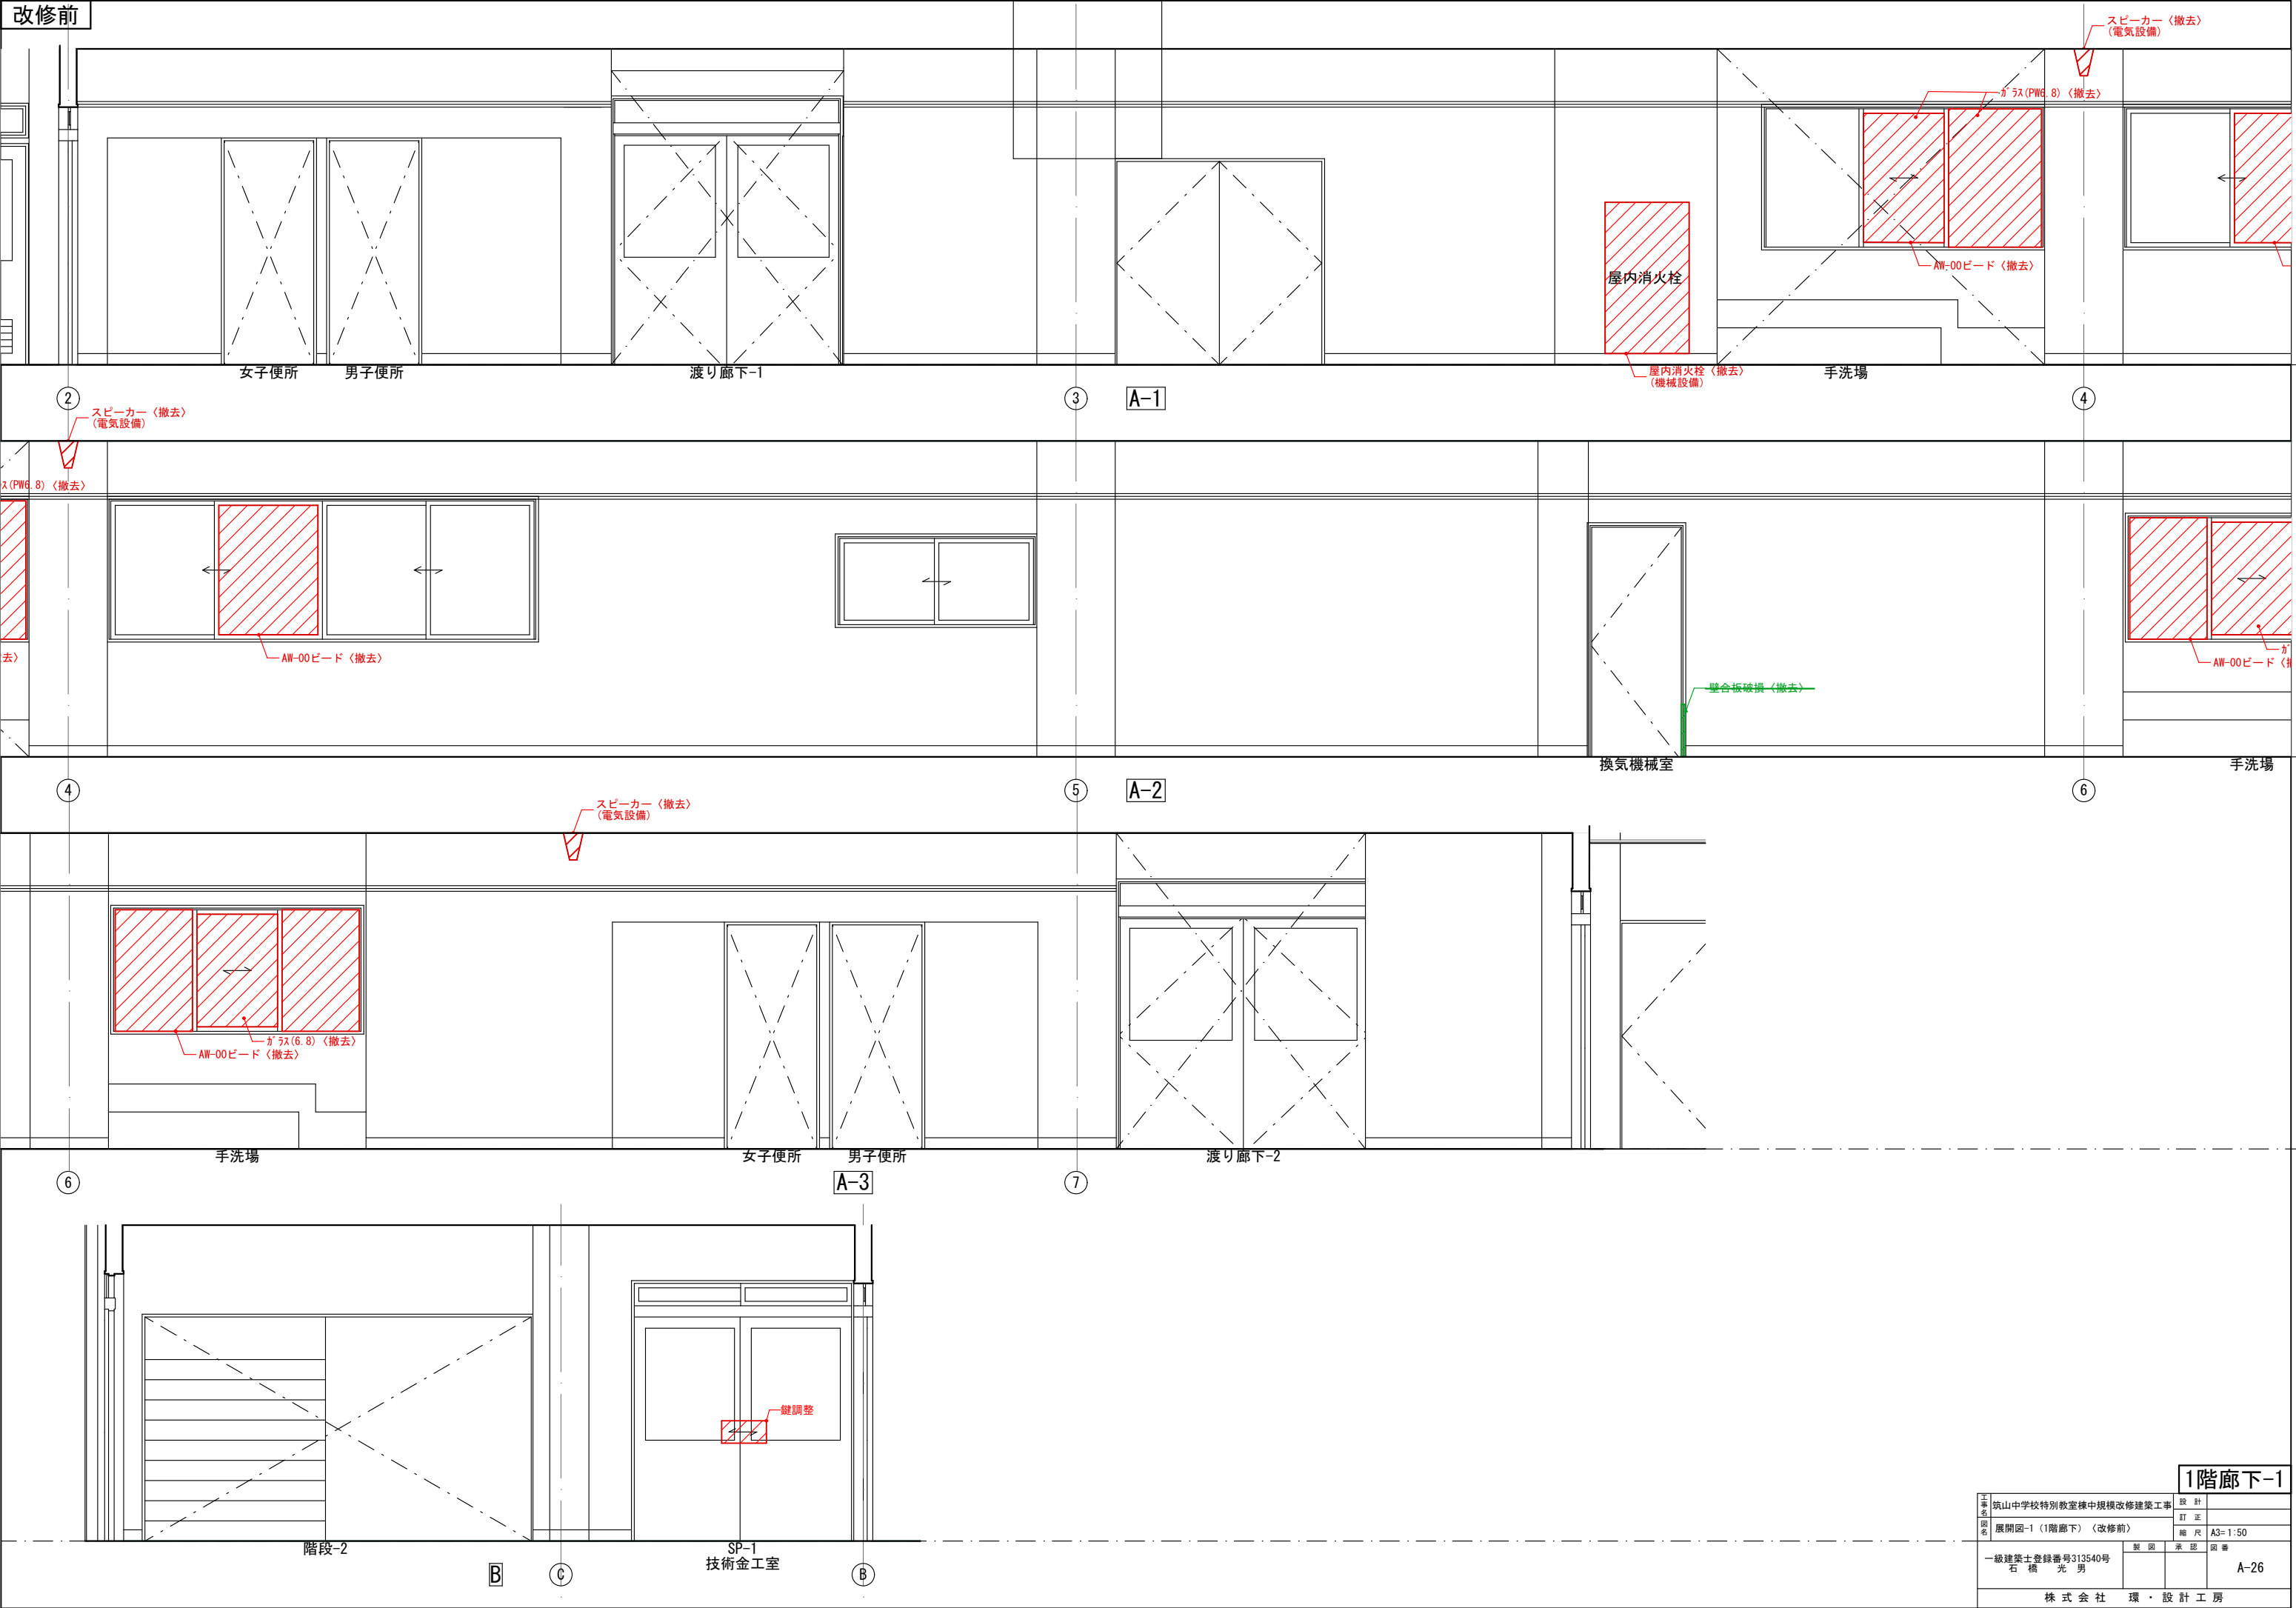 改修前
スピーカー〈撤去〉
(電気設備)
ガラス(PW6.8)〈撤去〉
AW-00ビード〈撤去〉
屋内消火栓
屋内消火栓〈撤去〉
(機械設備)
女子便所
男子便所
渡り廊下-1
手洗場
2
3
A-1
4
スピーカー〈撤去〉
(電気設備)
ス(PW6.8)〈撤去〉
去〉
AW-00ビード〈撤去〉
壁合板破損〈撤去〉
ガ
AW-00ビード〈撤
換気機械室
手洗場
4
5
A-2
6
スピーカー〈撤去〉
(電気設備)
ガラス(6.8)〈撤去〉
AW-00ビード〈撤去〉
手洗場
女子便所
男子便所
渡り廊下-2
6
A-3
7
鍵調整
階段-2
SP-1
技術金工室
B
C
B
1階廊下-1
工事名
筑山中学校特別教室棟中規模改修建築工事
設計
訂正
図名
展開図-1(1階廊下)〈改修前〉
縮尺
A3=1:50
一級建築士登録番号313540号
石橋 光男
製図
承認
図番
A-26
株式会社 環・設計工房